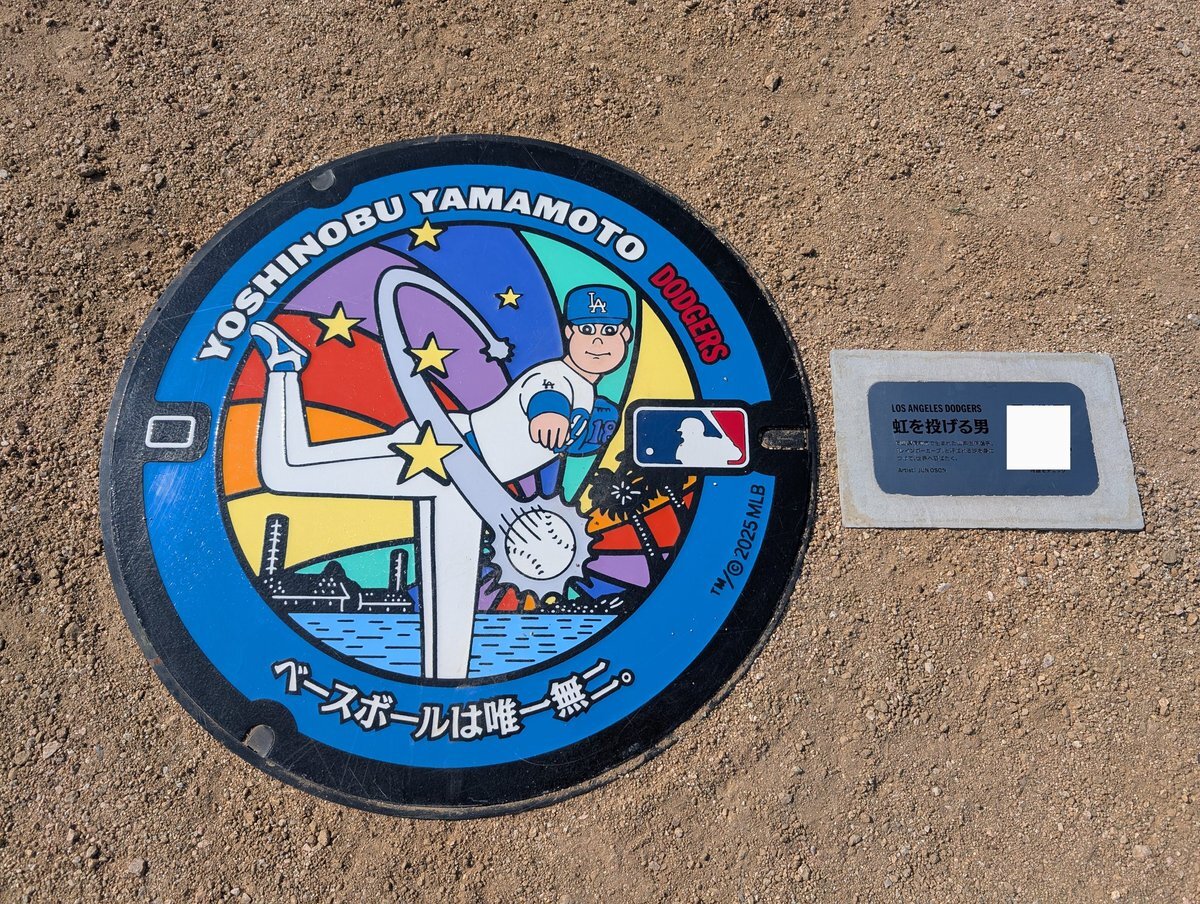 YOSHINOBU YAMAMOTO DODGERS
LA
LA
18
™/© 2025 MLB
ベースボールは唯一無二。
LOS ANGELES DODGERS
虹を投げる男
Artist: JUN OSON